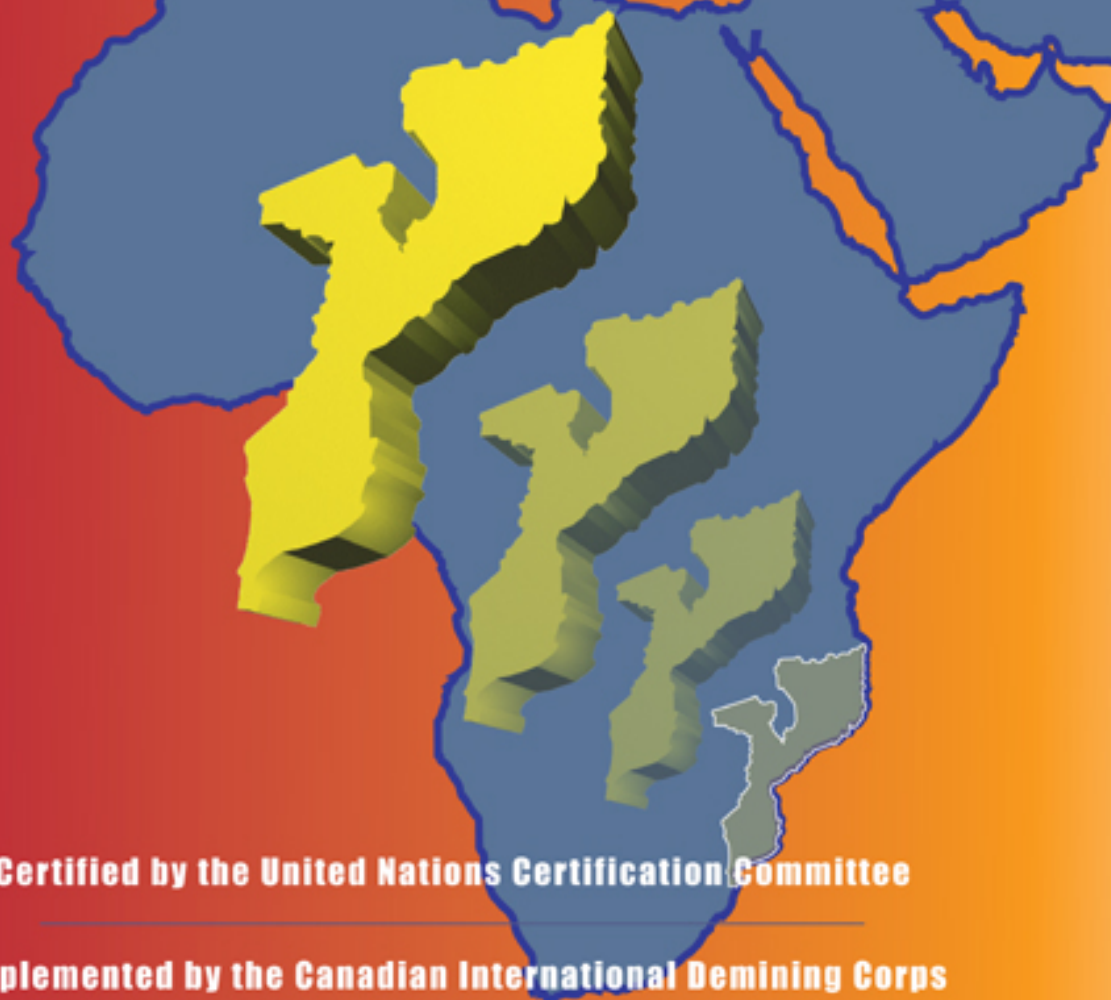 Certified by the United Nations Certification Committee
plemented by the Canadian International Demining Corps